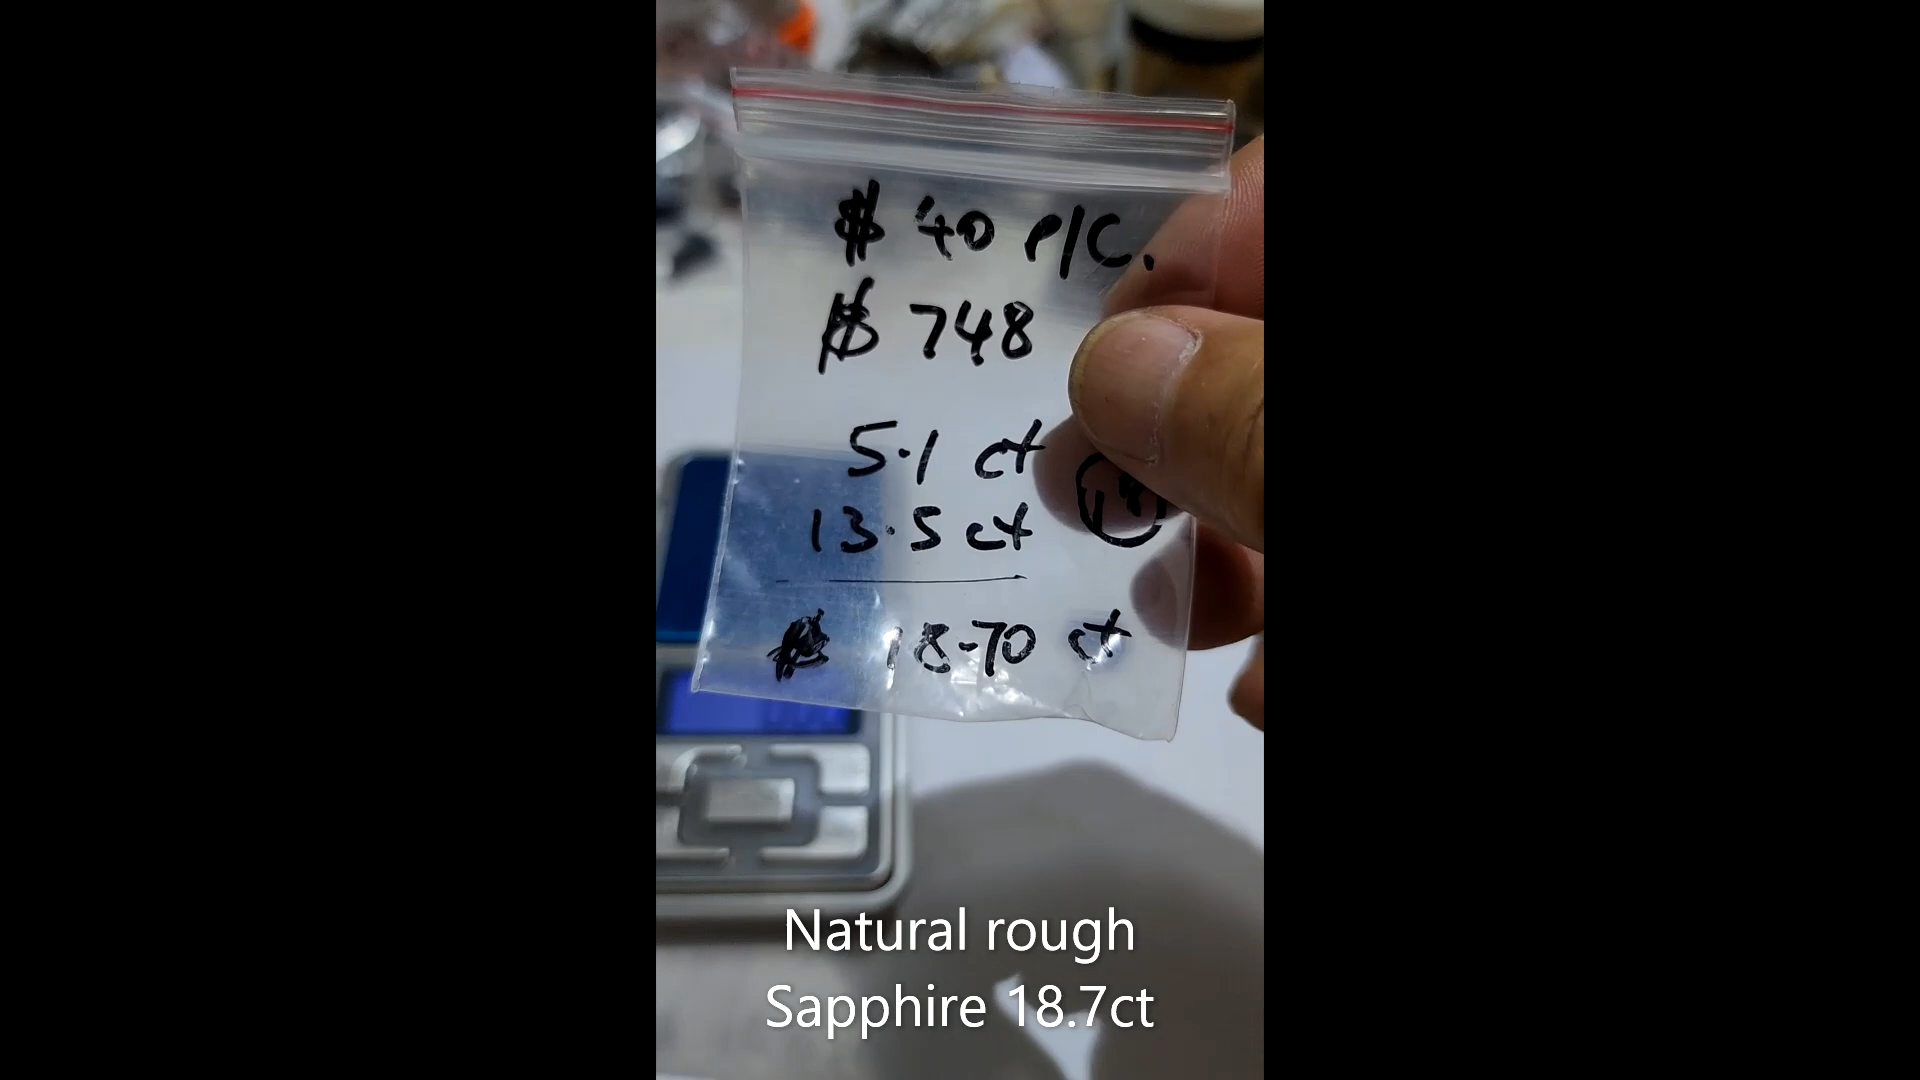 $ 40 P/C.
$ 748
5.1 ct
13.5 ct
18.70 ct
Natural rough
Sapphire 18.7ct